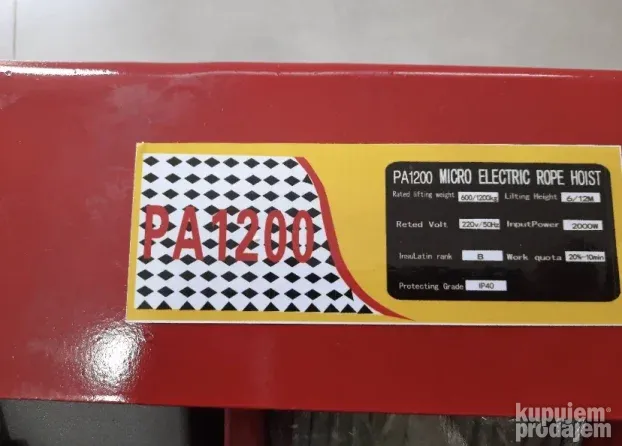 PA1200
PA1200 MICRO ELECTRIC ROPE HOIST
Rated lifting weight 600/1200kg Lifting Height 6/12M
Reted Volt 220v/50Hz InputPower 2000W
InsuLatin rank B Work quota 20%-10min
Protecting Grade IP40
kupujem
prodajem